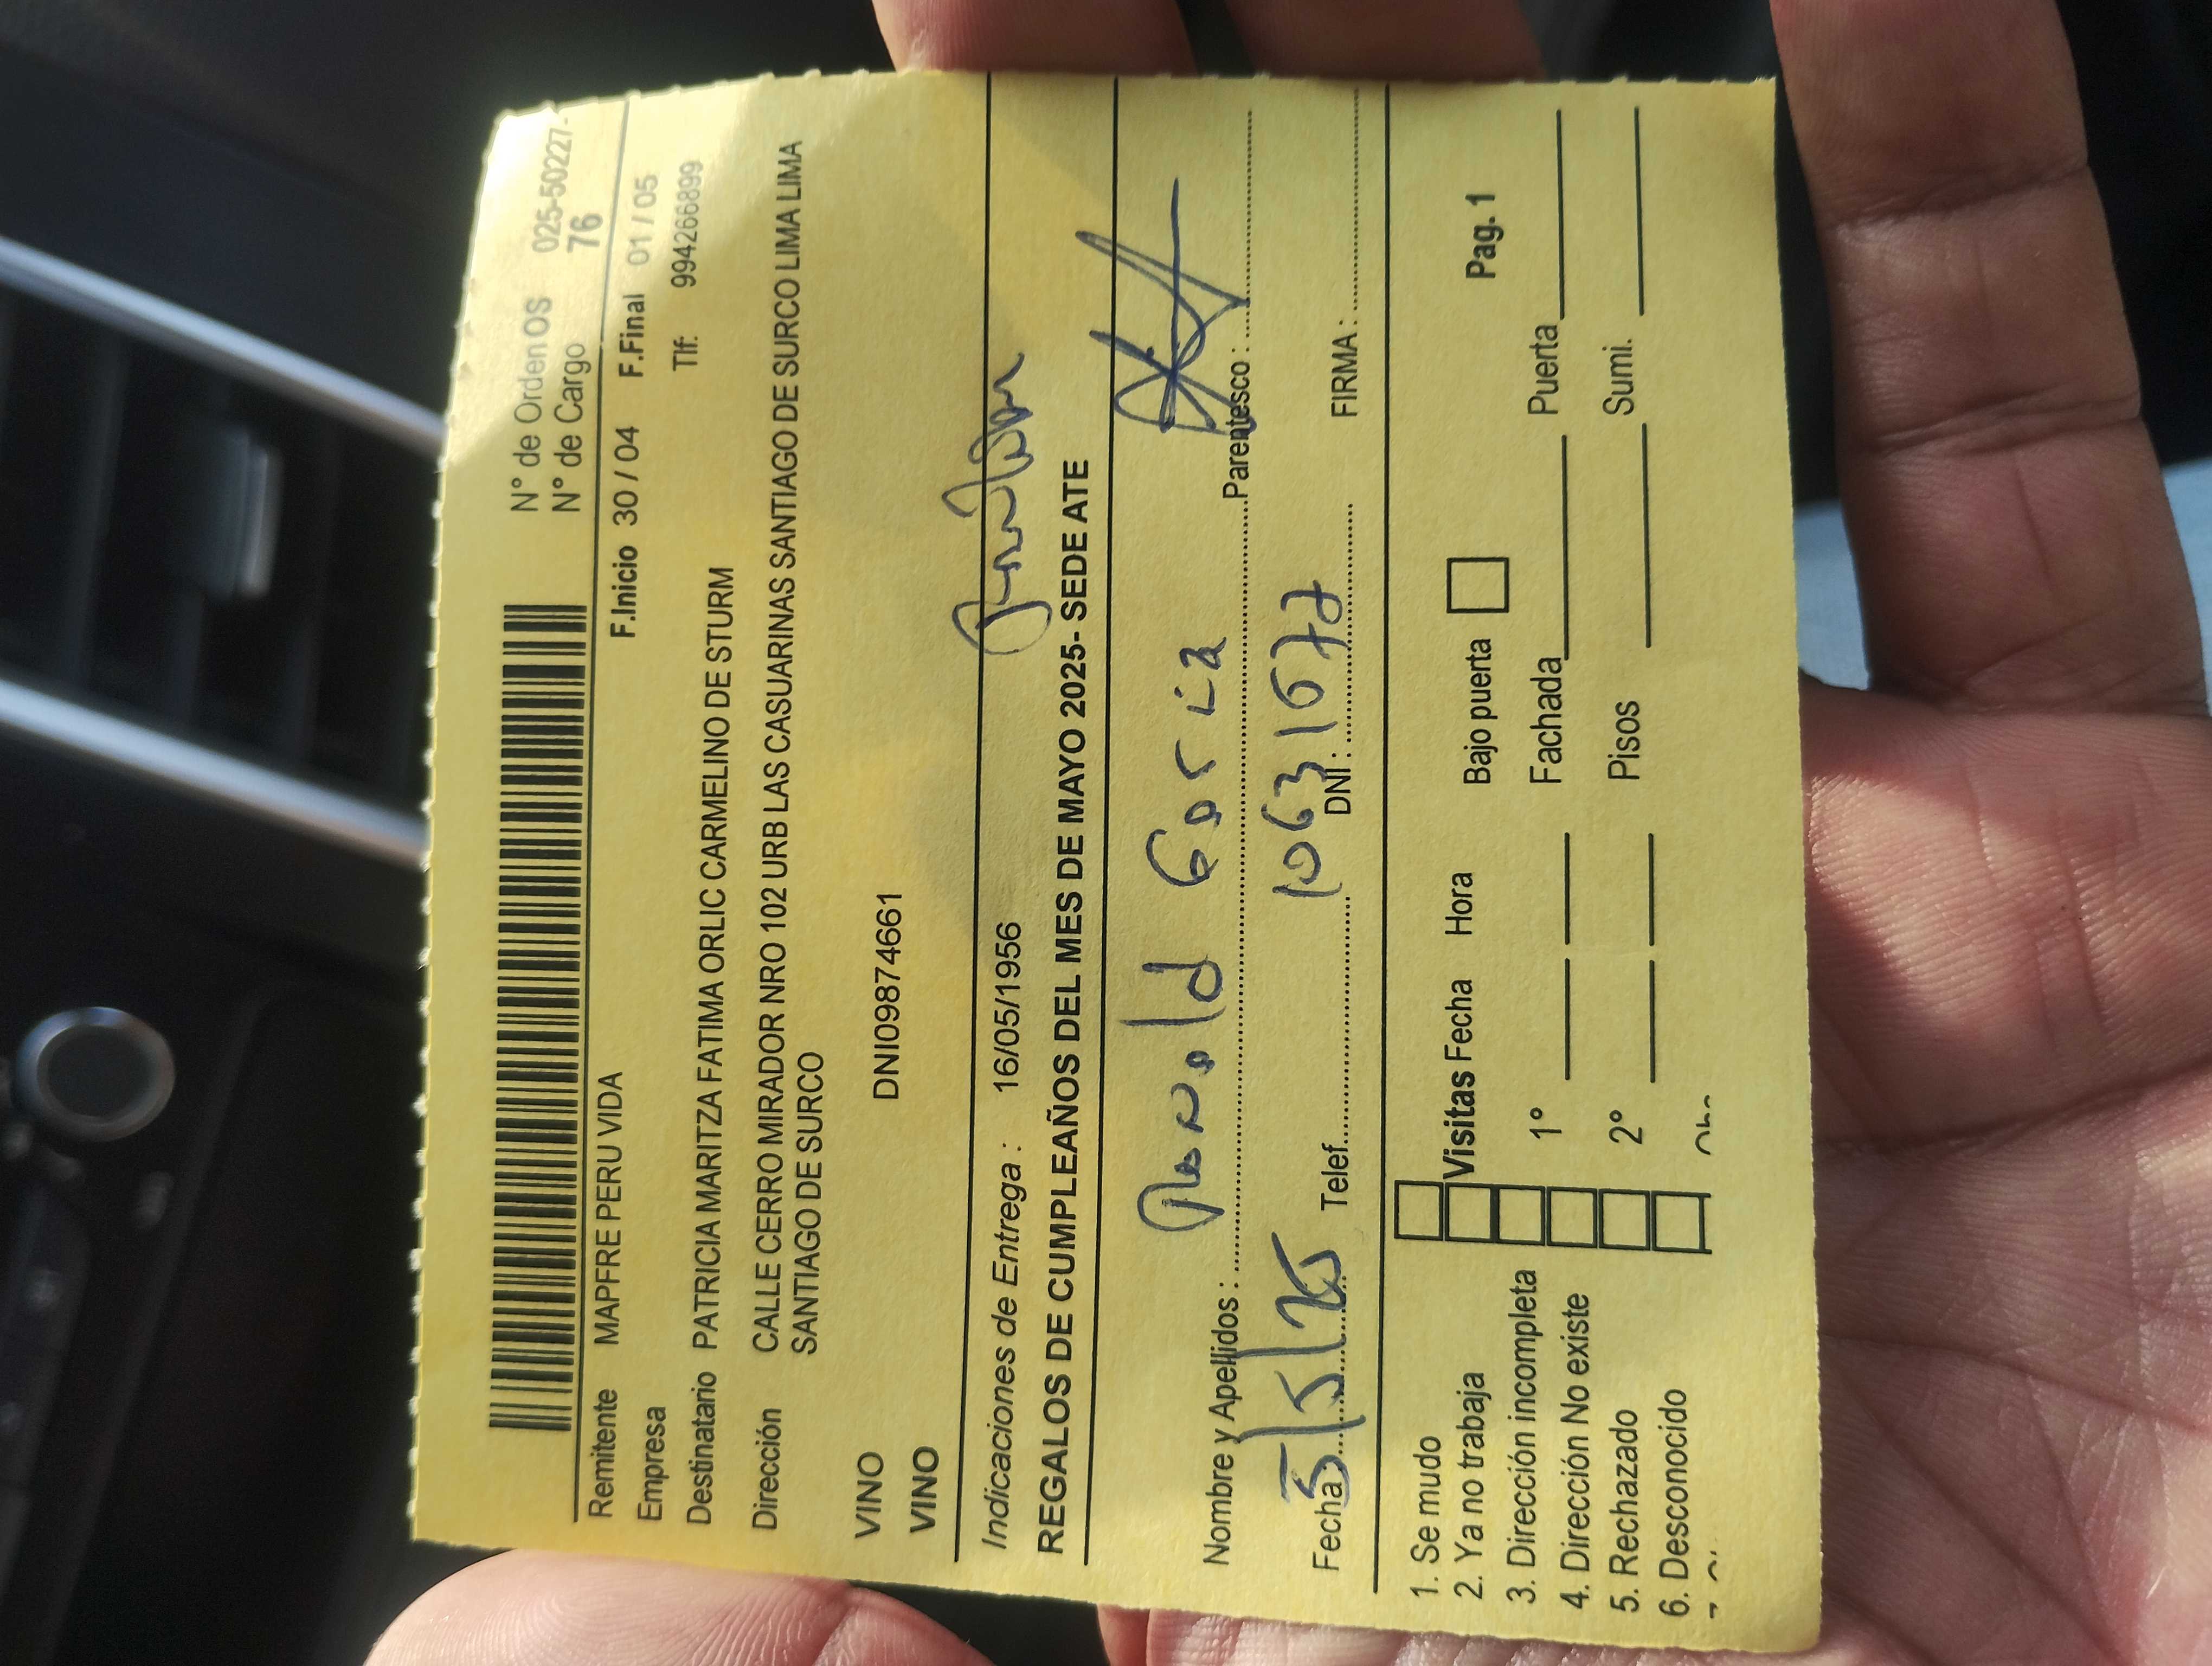 N° de Orden OS 025-50227-
N° de Cargo 76
Remitente MAPFRE PERU VIDA F.Inicio 30 / 04 F.Final 01 / 05
Empresa Tlf: 994266899
Destinatario PATRICIA MARITZA FATIMA ORLIC CARMELINO DE STURM
Dirección CALLE CERRO MIRADOR NRO 102 URB LAS CASUARINAS SANTIAGO DE SURCO LIMA LIMA
SANTIAGO DE SURCO
VINO DNI09874661
VINO
Indicaciones de Entrega : 16/05/1956
REGALOS DE CUMPLEAÑOS DEL MES DE MAYO 2025- SEDE ATE
Nombre y Apellidos : Parentesco :
Fecha 5/5/25 Telef. DNI: 10631672 FIRMA :
1. Se mudo
2. Ya no trabaja Visitas Fecha Hora Bajo puerta Pag. 1
3. Dirección incompleta 1° Fachada Puerta
4. Dirección No existe
5. Rechazado 2° Pisos Sumi.
6. Desconocido